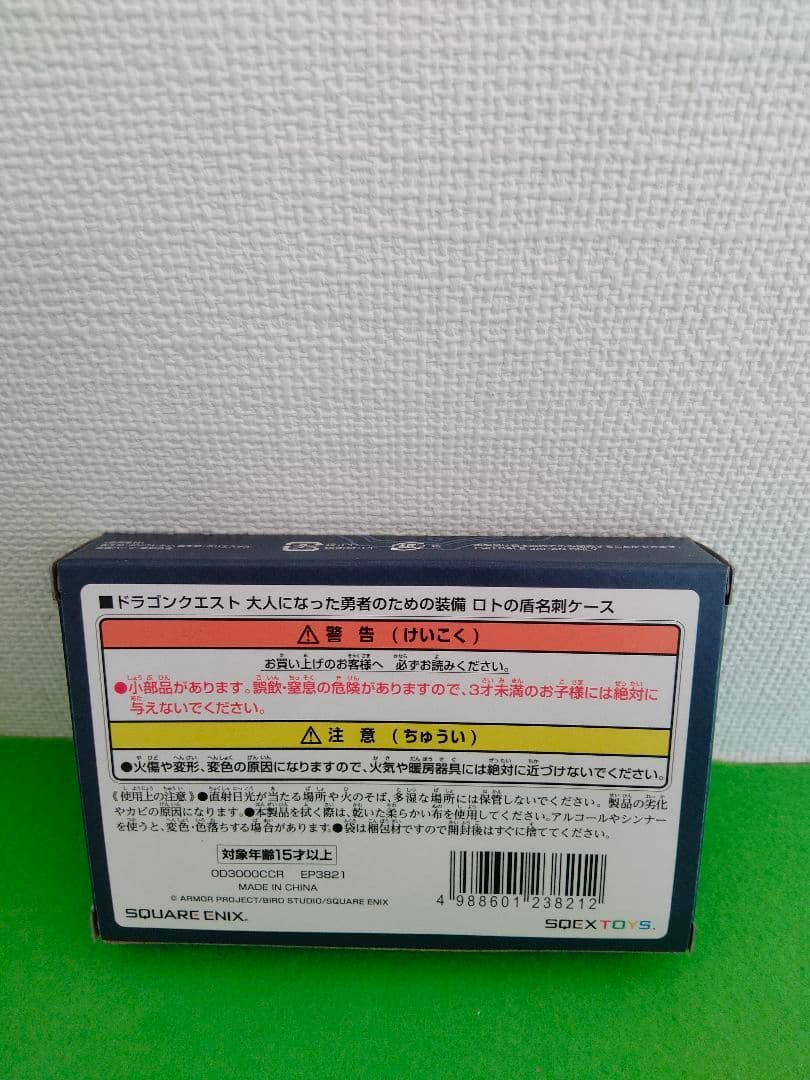 ■ドラゴンクエスト 大人になった勇者のための装備 ロトの盾名刺ケース
⚠警告(けいこく)
お買い上げのお客様へ 必ずお読みください。
●小部品があります。誤飲・窒息の危険がありますので、3才未満のお子様には絶対に
与えないでください。
⚠注意(ちゅうい)
●火傷や変形、変色の原因になりますので、火気や暖房器具には絶対に近づけないでください。
《使用上の注意》●直射日光が当たる場所や火のそば、多湿な場所には保管しないでください。製品の劣化
やカビの原因になります。●本製品を拭く際は、乾いた柔らかい布を使用してください。アルコールやシンナー
を使うと、変色・色落ちする場合があります。●袋は梱包材ですので開封後はすぐに捨ててください。
対象年齢15才以上
OD3000CCR EP3821
MADE IN CHINA
© ARMOR PROJECT/BIRD STUDIO/SQUARE ENIX
SQUARE ENIX.
4 988601 238212
SQEX TOYS.